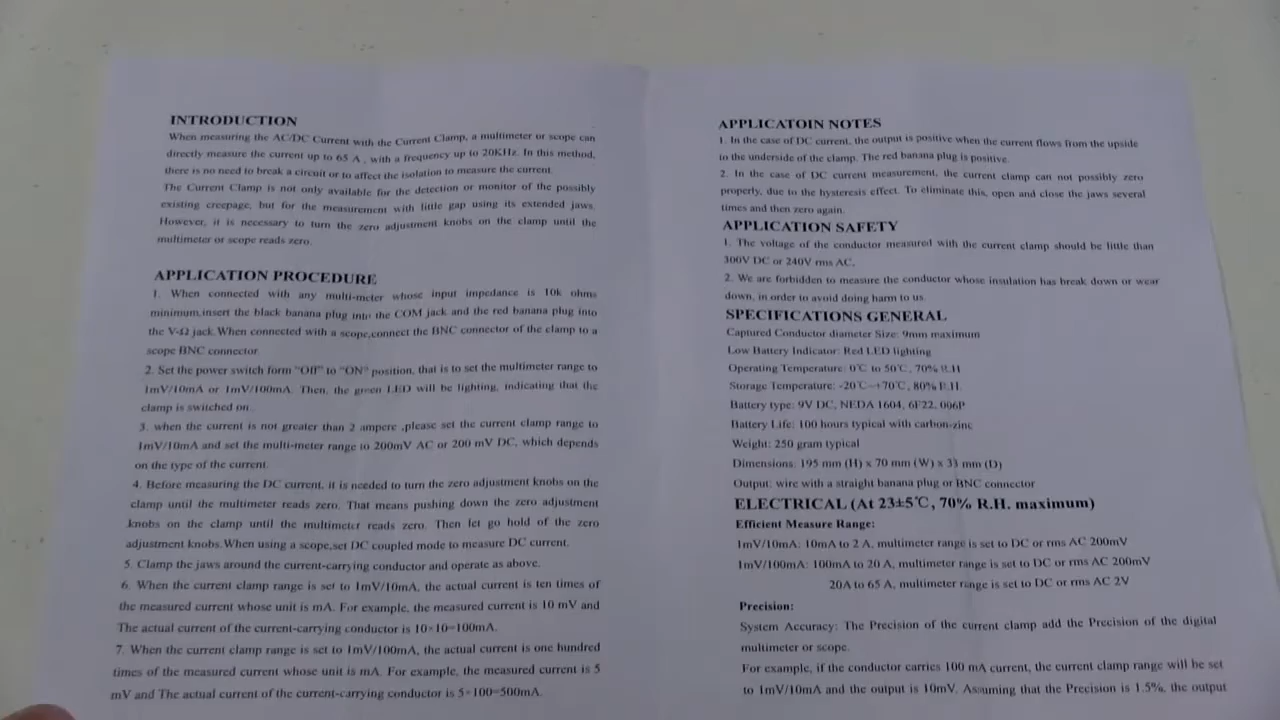 INTRODUCTION
When measuring the AC/DC Current with the Current Clamp, a multimeter or scope can
directly measure the current up to 65 A , with a frequency up to 20KHz. In this method,
there is no need to break a circuit or to affect the isolation to measure the current.
The Current Clamp is not only available for the detection or monitor of the possibly
existing creepage, but for the measurement with little gap using its extended jaws.
However, it is necessary to turn the zero adjustment knobs on the clamp until the
multimeter or scope reads zero.
APPLICATION PROCEDURE
1. When connected with any multi-meter whose input impedance is 10k ohms
minimum,insert the black banana plug into the COM jack and the red banana plug into
the V-Ω jack. When connected with a scope,connect the BNC connector of the clamp to a
scope BNC connector.
2. Set the power switch form "Off" to "ON" position, that is to set the multimeter range to
1mV/10mA or 1mV/100mA. Then, the green LED will be lighting, indicating that the
clamp is switched on.
3. when the current is not greater than 2 ampere ,please set the current clamp range to
1mV/10mA and set the multi-meter range to 200mV AC or 200 mV DC, which depends
on the type of the current.
4. Before measuring the DC current, it is needed to turn the zero adjustment knobs on the
clamp until the multimeter reads zero. That means pushing down the zero adjustment
knobs on the clamp until the multimeter reads zero. Then let go hold of the zero
adjustment knobs.When using a scope,set DC coupled mode to measure DC current.
5. Clamp the jaws around the current-carrying conductor and operate as above.
6. When the current clamp range is set to 1mV/10mA, the actual current is ten times of
the measured current whose unit is mA. For example, the measured current is 10 mV and
The actual current of the current-carrying conductor is 10×10=100mA.
7. When the current clamp range is set to 1mV/100mA, the actual current is one hundred
times of the measured current whose unit is mA. For example, the measured current is 5
mV and The actual current of the current-carrying conductor is 5×100=500mA.
APPLICATOIN NOTES
1. In the case of DC current, the output is positive when the current flows from the upside
to the underside of the clamp. The red banana plug is positive.
2. In the case of DC current measurement, the current clamp can not possibly zero
properly, due to the hysteresis effect. To eliminate this, open and close the jaws several
times and then zero again.
APPLICATION SAFETY
1. The voltage of the conductor measured with the current clamp should be little than
300V DC or 240V rms AC.
2. We are forbidden to measure the conductor whose insulation has break down or wear
down, in order to avoid doing harm to us.
SPECIFICATIONS GENERAL
Captured Conductor diameter Size: 9mm maximum
Low Battery Indicator: Red LED lighting
Operating Temperature: 0℃ to 50℃, 70% R.H.
Storage Temperature: -20℃~+70℃, 80% R.H.
Battery type: 9V DC, NEDA 1604, 6F22, 006P
Battery Life: 100 hours typical with carbon-zinc
Weight: 250 gram typical
Dimensions: 195 mm (H) x 70 mm (W) x 33 mm (D)
Output: wire with a straight banana plug or BNC connector
ELECTRICAL (At 23±5℃, 70% R.H. maximum)
Efficient Measure Range:
1mV/10mA: 10mA to 2 A, multimeter range is set to DC or rms AC 200mV
1mV/100mA: 100mA to 20 A, multimeter range is set to DC or rms AC 200mV
20A to 65 A, multimeter range is set to DC or rms AC 2V
Precision:
System Accuracy: The Precision of the current clamp add the Precision of the digital
multimeter or scope.
For example, if the conductor carries 100 mA current, the current clamp range will be set
to 1mV/10mA and the output is 10mV. Assuming that the Precision is 1.5%, the output